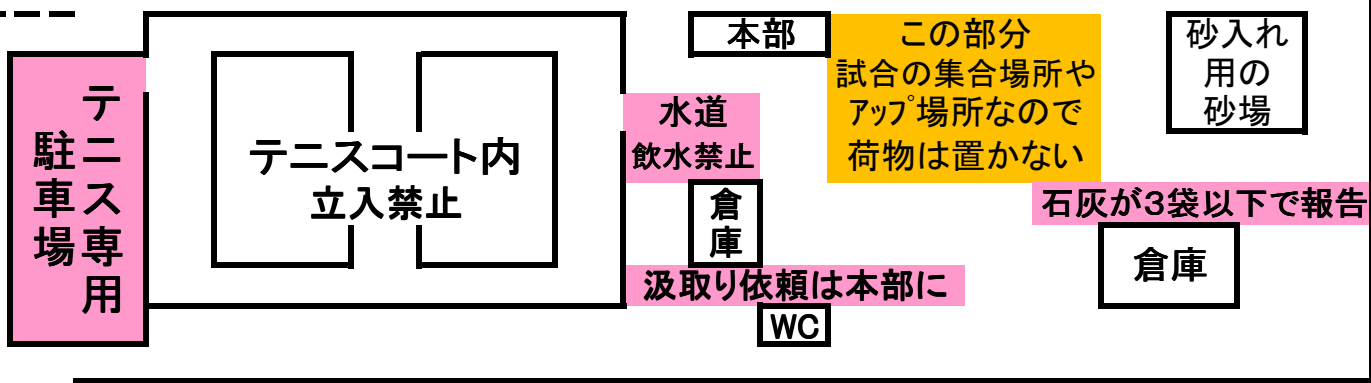 テニス専用
駐車場
テニスコート内
立入禁止
本部
水道
飲水禁止
倉
庫
汲取り依頼は本部に
WC
この部分
試合の集合場所や
アップ場所なので
荷物は置かない
砂入れ
用の
砂場
石灰が3袋以下で報告
倉庫